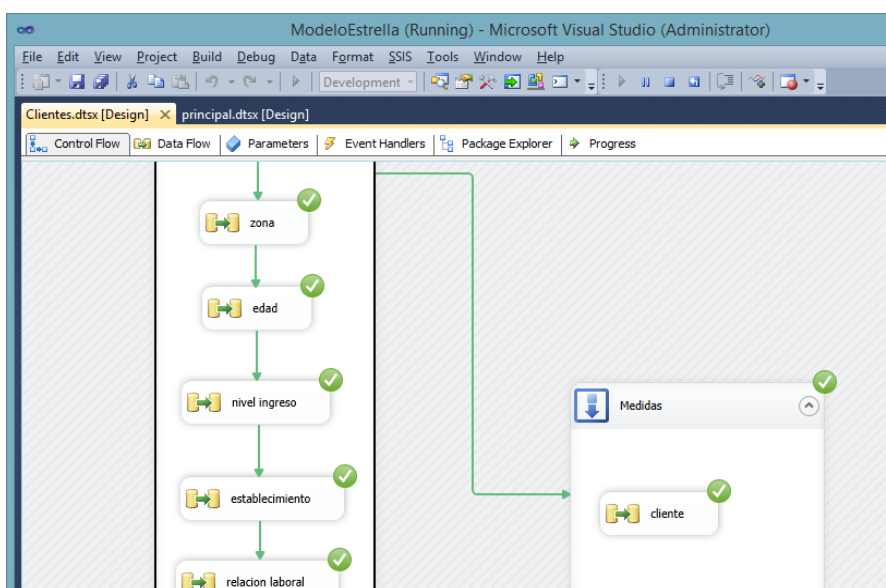 ModeloEstrella (Running) - Microsoft Visual Studio (Administrator)
File Edit View Project Build Debug Data Format SSIS Tools Window Help
Development
Clientes.dtsx [Design] principal.dtsx [Design]
Control Flow Data Flow Parameters Event Handlers Package Explorer Progress
zona
edad
nivel ingreso
Medidas
establecimiento
cliente
relacion laboral